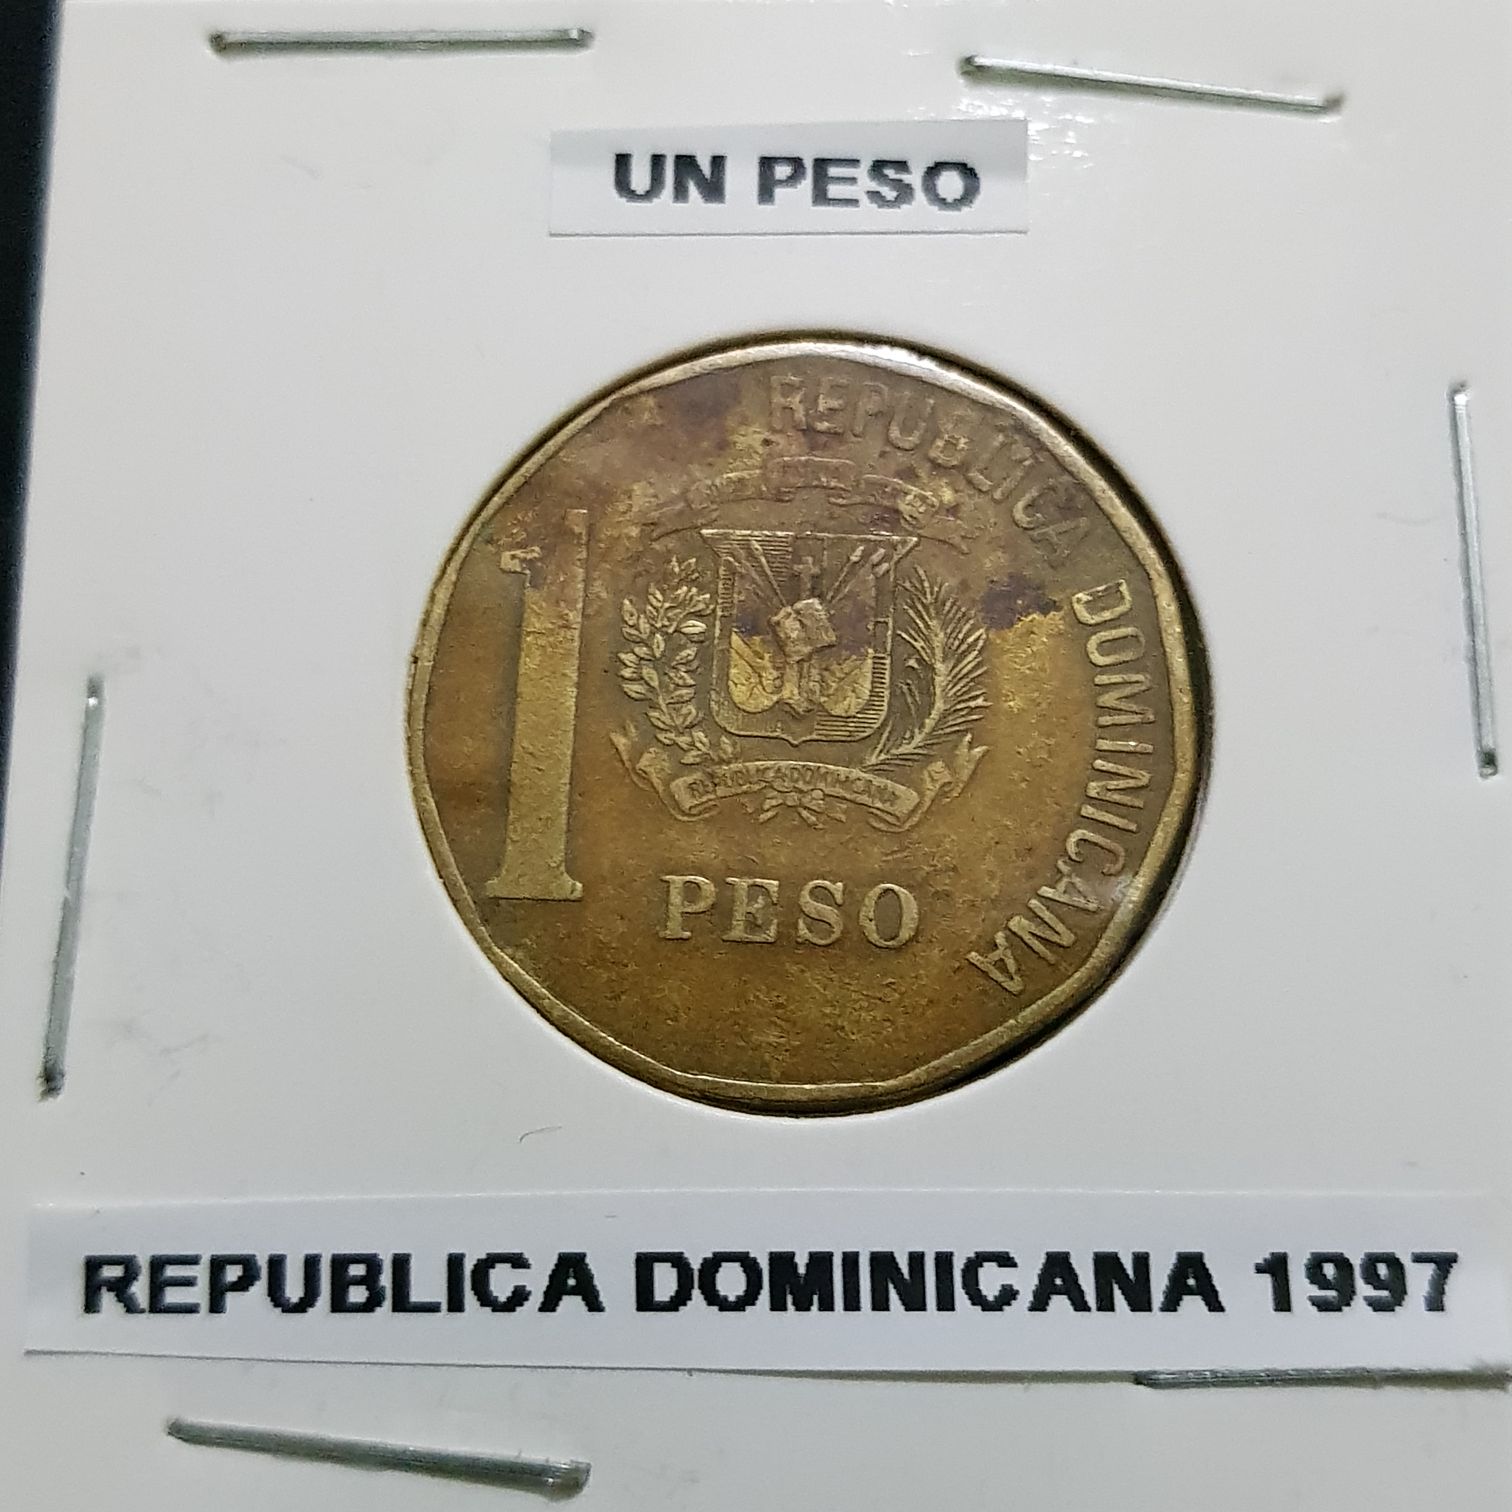 UN PESO
REPUBLICA DOMINICANA
1
REPUBLICA DOMINICANA
PESO
REPUBLICA DOMINICANA 1997